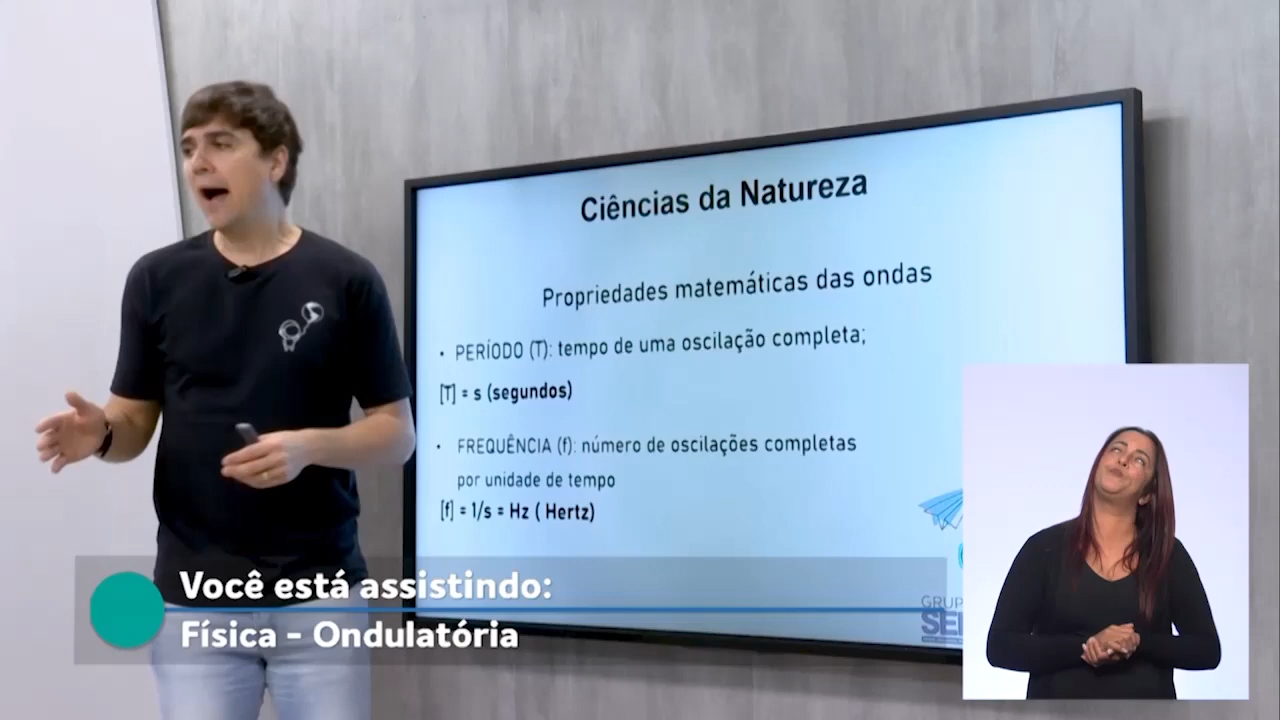 Ciências da Natureza
Propriedades matemáticas das ondas
• PERÍODO (T): tempo de uma oscilação completa;
[T] = s (segundos)
• FREQUÊNCIA (f): número de oscilações completas
por unidade de tempo
[f] = 1/s = Hz ( Hertz)
Você está assistindo:
Física - Ondulatória